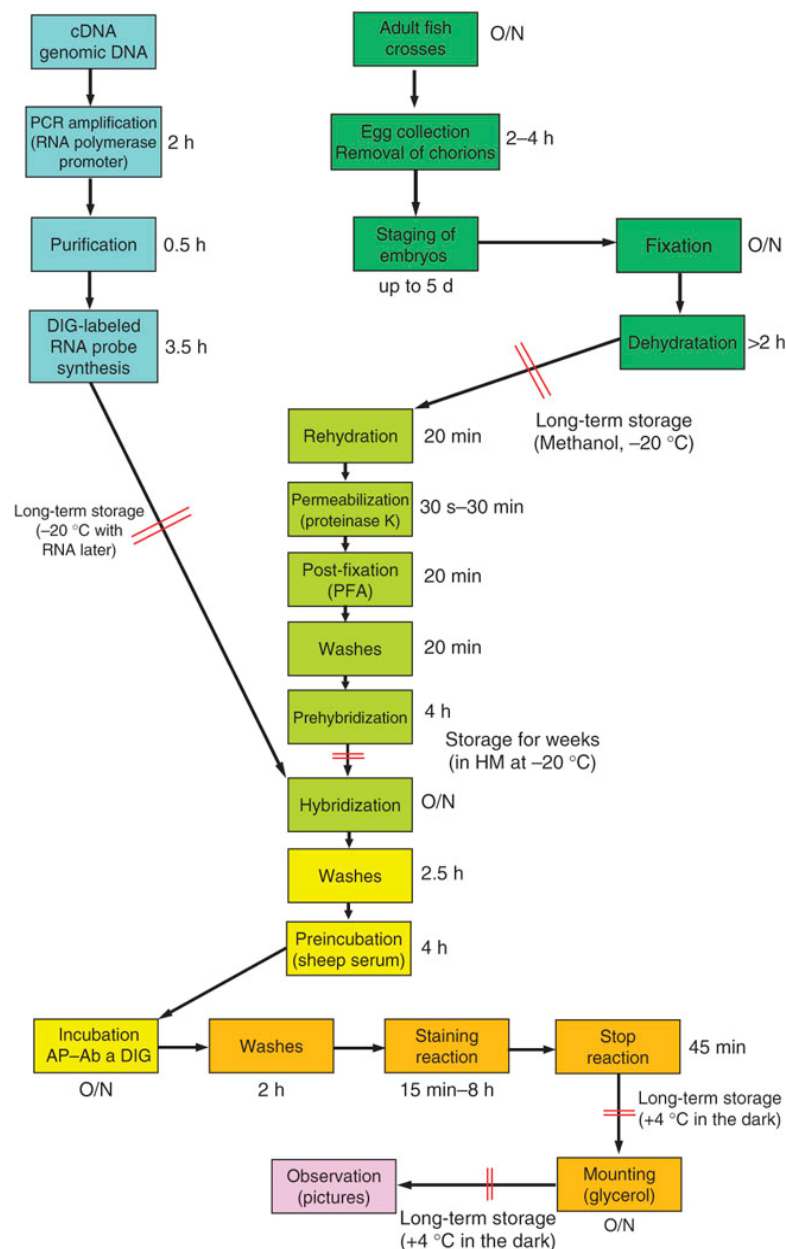 cDNA
genomic DNA
PCR amplification
(RNA polymerase
promoter)
2 h
Purification
0.5 h
DIG-labeled
RNA probe
synthesis
3.5 h
Long-term storage
(–20 °C with
RNA later)
Adult fish
crosses
O/N
Egg collection
Removal of chorions
2–4 h
Staging of
embryos
up to 5 d
Fixation
O/N
Dehydratation
>2 h
Long-term storage
(Methanol, –20 °C)
Rehydration
20 min
Permeabilization
(proteinase K)
30 s–30 min
Post-fixation
(PFA)
20 min
Washes
20 min
Prehybridization
4 h
Storage for weeks
(in HM at –20 °C)
Hybridization
O/N
Washes
2.5 h
Preincubation
(sheep serum)
4 h
Incubation
AP–Ab a DIG
O/N
Washes
2 h
Staining
reaction
15 min–8 h
Stop
reaction
45 min
Long-term storage
(+4 °C in the dark)
Mounting
(glycerol)
O/N
Long-term storage
(+4 °C in the dark)
Observation
(pictures)